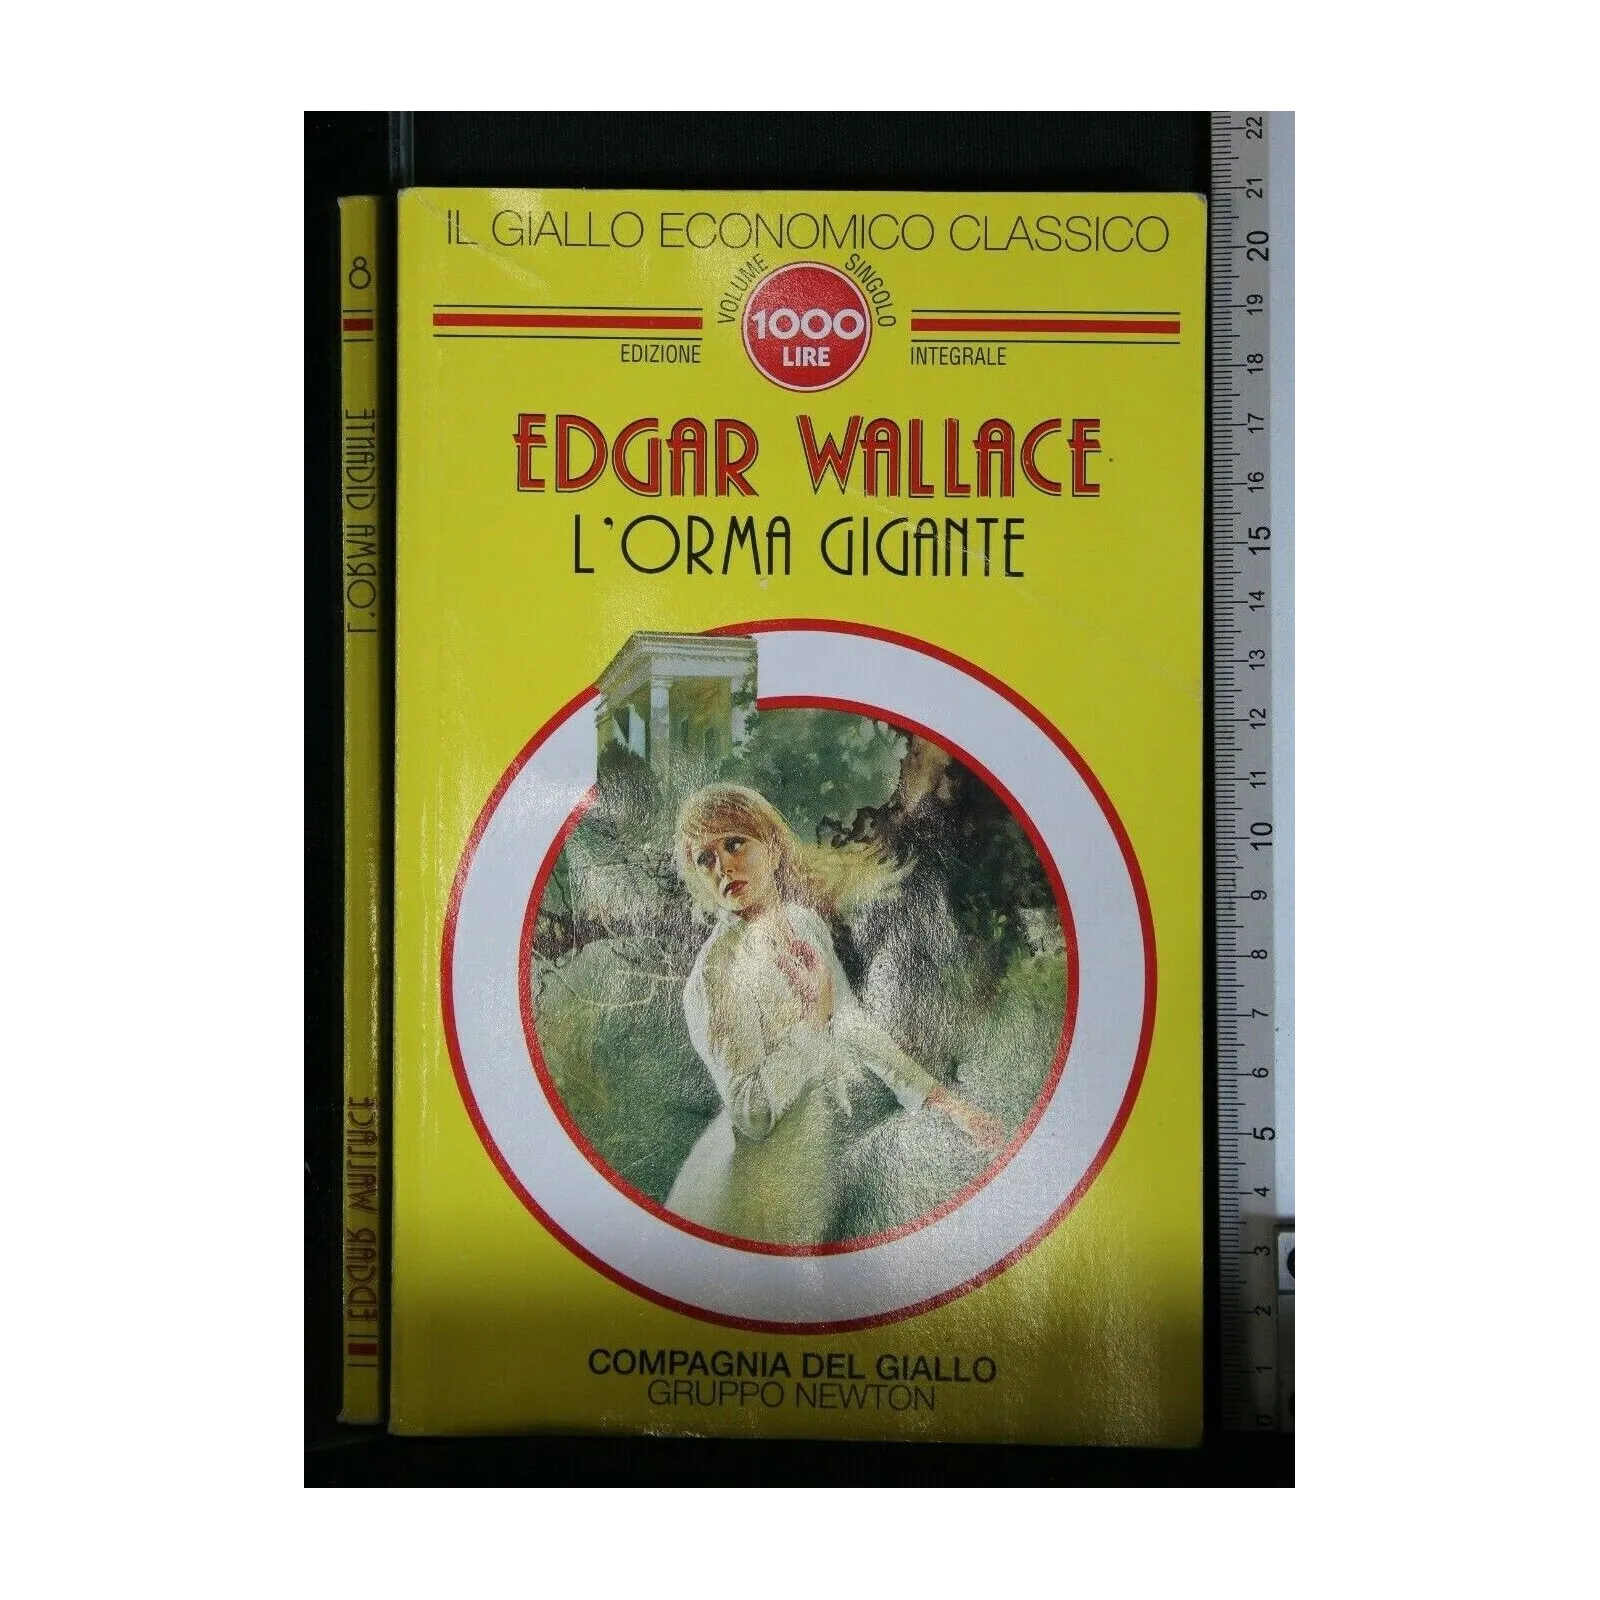 IL GIALLO ECONOMICO CLASSICO
VOLUME SINGOLO
1000
LIRE
EDIZIONE INTEGRALE
EDGAR WALLACE
L'ORMA GIGANTE
COMPAGNIA DEL GIALLO
GRUPPO NEWTON
EDGAR WALLACE L'ORMA GIGANTE 8
22
21
20
19
18
17
16
15
14
13
12
11
10
9
8
7
6
5
4
3
2
1
0